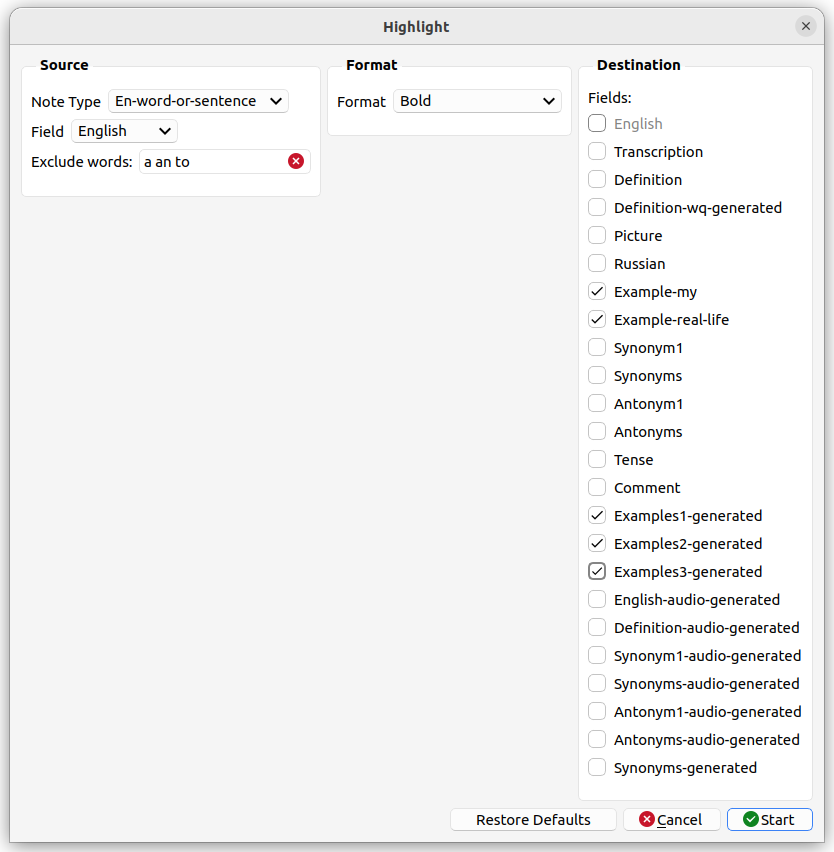 Highlight
Source
Note Type En-word-or-sentence
Field English
Exclude words: a an to
Format
Format Bold
Destination
Fields:
English
Transcription
Definition
Definition-wq-generated
Picture
Russian
Example-my
Example-real-life
Synonym1
Synonyms
Antonym1
Antonyms
Tense
Comment
Examples1-generated
Examples2-generated
Examples3-generated
English-audio-generated
Definition-audio-generated
Synonym1-audio-generated
Synonyms-audio-generated
Antonym1-audio-generated
Antonyms-audio-generated
Synonyms-generated
Restore Defaults Cancel Start